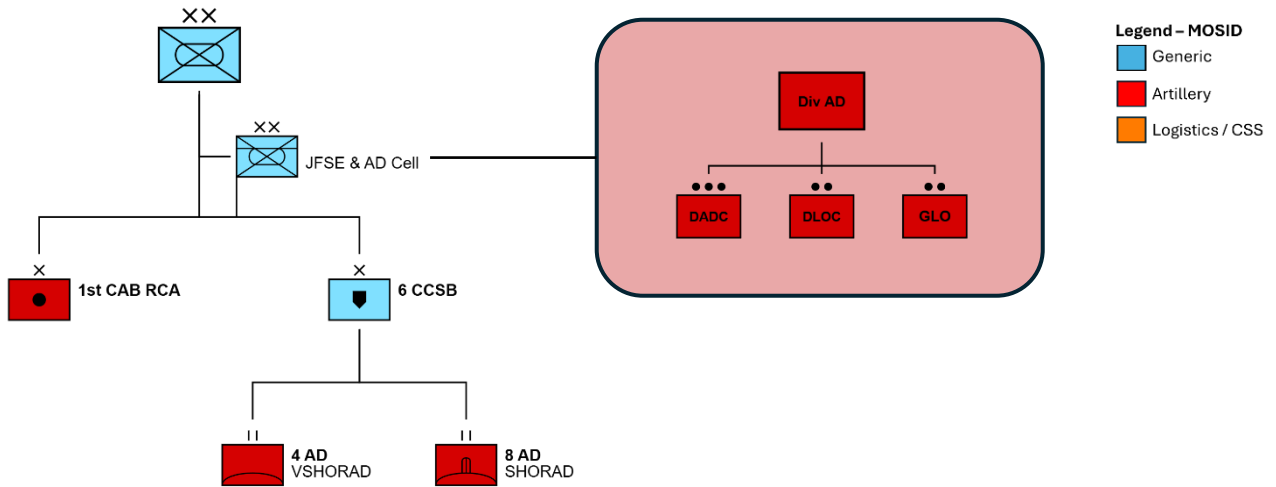 JFSE & AD Cell
1st CAB RCA
6 CCSB
4 AD
VSHORAD
8 AD
SHORAD
Div AD
DADC
DLOC
GLO
Legend – MOSID
Generic
Artillery
Logistics / CSS